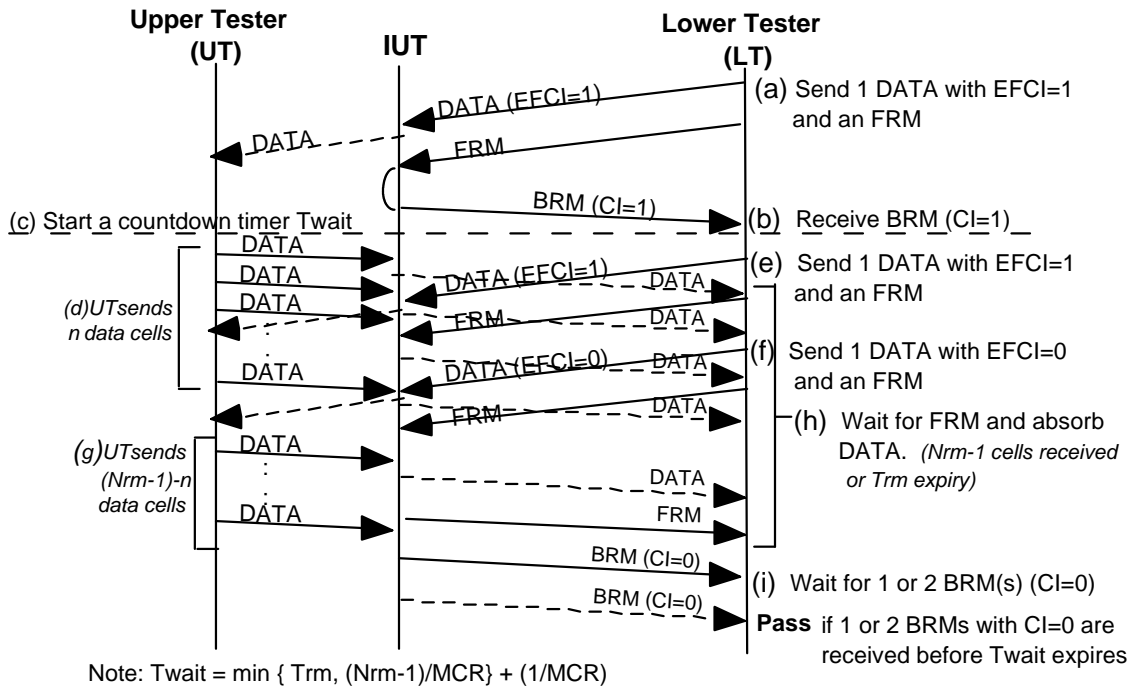 Upper Tester
(UT)
IUT
Lower Tester
(LT)
(a) Send 1 DATA with EFCI=1
and an FRM
DATA (EFCI=1)
DATA
FRM
BRM (CI=1)
(b) Receive BRM (CI=1)
(c) Start a countdown timer Twait
DATA
(e) Send 1 DATA with EFCI=1
and an FRM
DATA
DATA (EFCI=1)
DATA
(d)UTsends
n data cells
DATA
FRM
DATA
(f) Send 1 DATA with EFCI=0
and an FRM
DATA
DATA (EFCI=0)
DATA
FRM
DATA
(h) Wait for FRM and absorb
DATA. (Nrm-1 cells received
or Trm expiry)
(g)UTsends
(Nrm-1)-n
data cells
DATA
DATA
DATA
FRM
BRM (CI=0)
(i) Wait for 1 or 2 BRM(s) (CI=0)
BRM (CI=0)
Pass if 1 or 2 BRMs with CI=0 are
received before Twait expires
Note: Twait = min { Trm, (Nrm-1)/MCR} + (1/MCR)